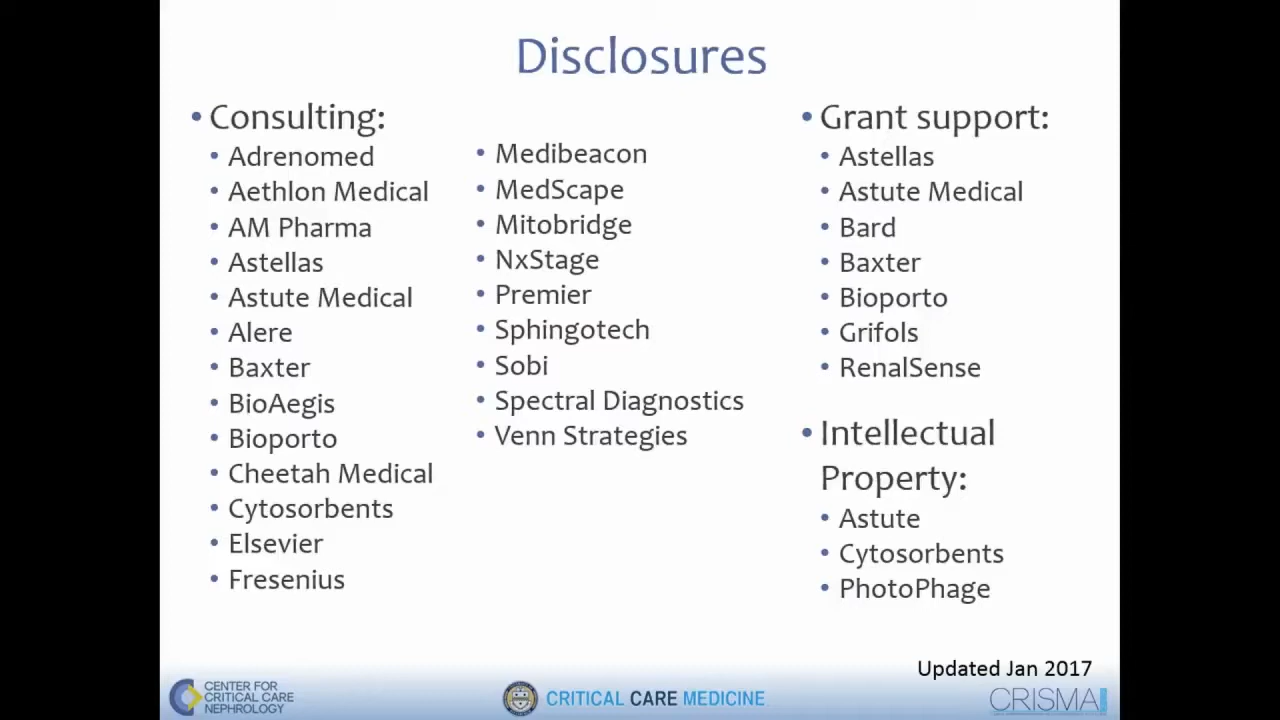 Disclosures
• Consulting:
• Adrenomed
• Aethlon Medical
• AM Pharma
• Astellas
• Astute Medical
• Alere
• Baxter
• BioAegis
• Bioporto
• Cheetah Medical
• Cytosorbents
• Elsevier
• Fresenius
• Medibeacon
• MedScape
• Mitobridge
• NxStage
• Premier
• Sphingotech
• Sobi
• Spectral Diagnostics
• Venn Strategies
• Grant support:
• Astellas
• Astute Medical
• Bard
• Baxter
• Bioporto
• Grifols
• RenalSense
• Intellectual
Property:
• Astute
• Cytosorbents
• PhotoPhage
Updated Jan 2017
CENTER FOR
CRITICAL CARE
NEPHROLOGY
CRITICAL CARE MEDICINE
CRISMA